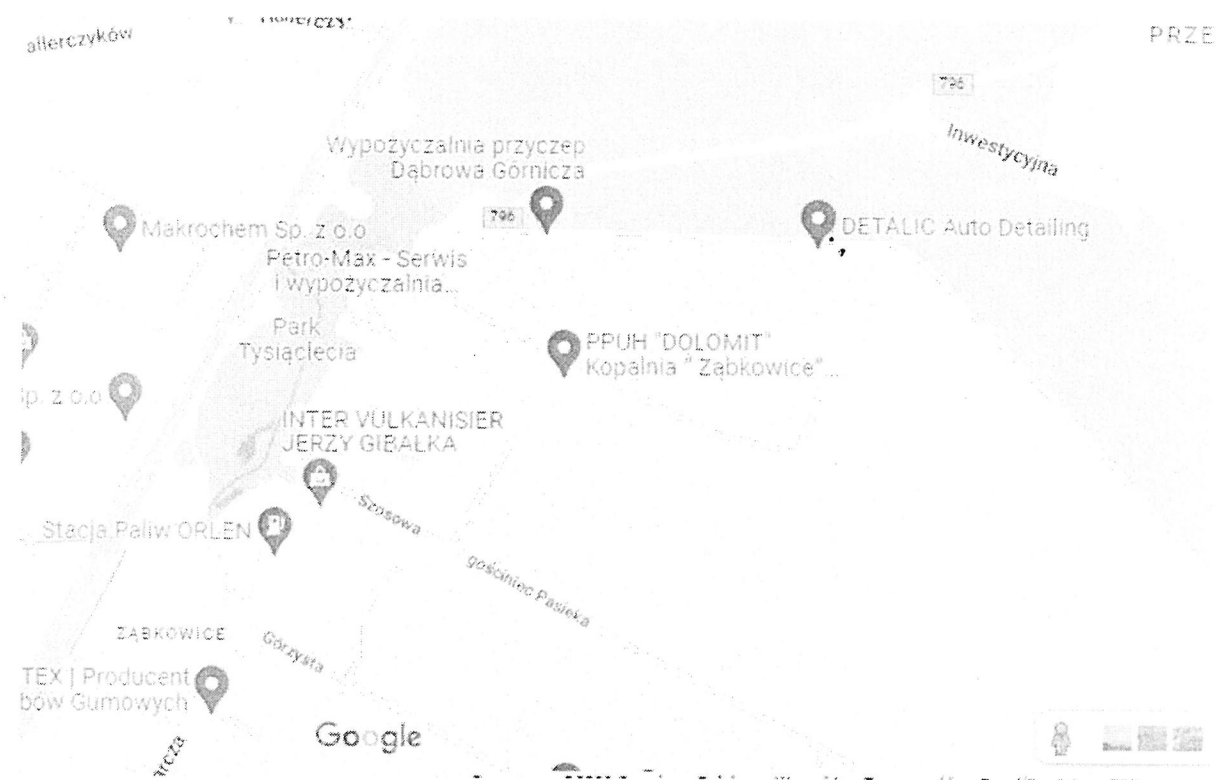 allerczyków
PRZE
796
Inwestycyjna
Wypożyczalnia przyczep
Dąbrowa Górnicza
796
Makrochem Sp. z o.o
DETALIC Auto Detailing
Petro-Max - Serwis
i wypożyczalnia...
Park
Tysiąclecia
PPUH "DOLOMIT"
Kopalnia " Ząbkowice"...
Sp. z o.o
INTER VULKANISIER
JERZY GIBAŁKA
Szosowa
Stacja Paliw ORLEN
gościniec Pasieka
ZĄBKOWICE
Górzysta
TEX | Producent
bów Gumowych
Google
arcza